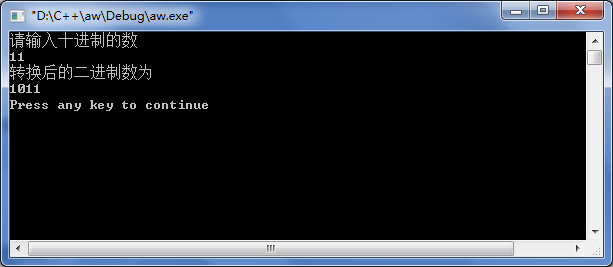 "D:\C++\aw\Debug\aw.exe"
请输入十进制的数
11
转换后的二进制数为
1011
Press any key to continue